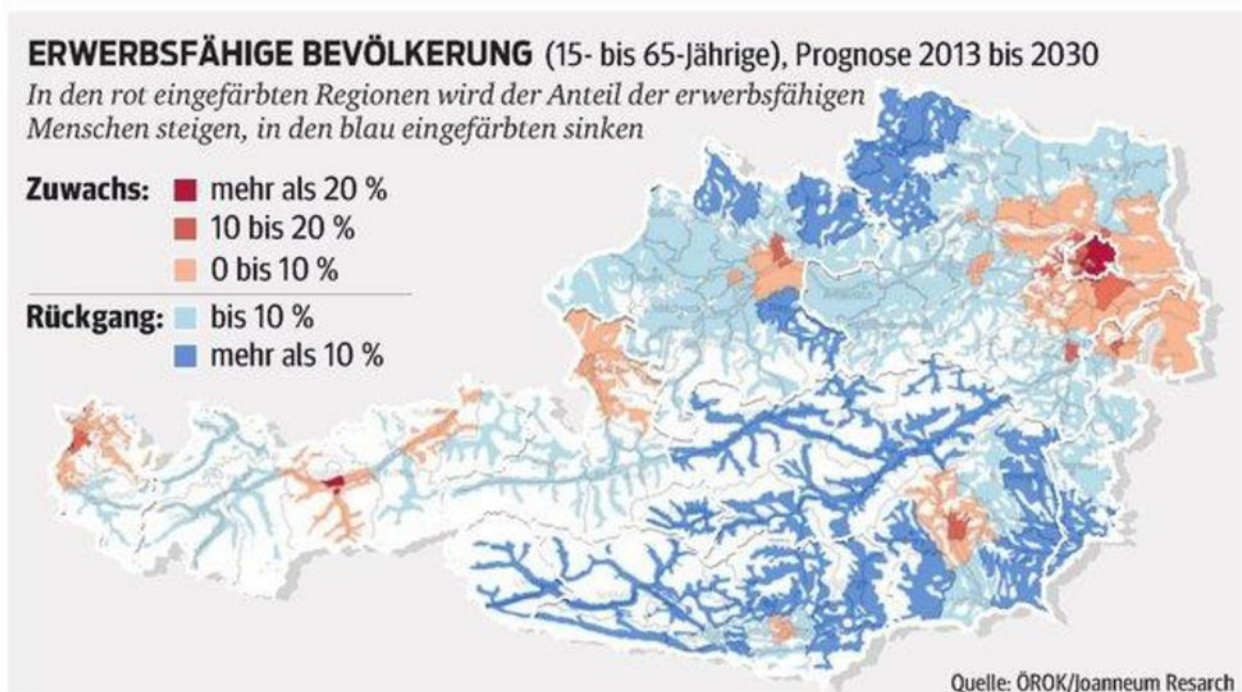 ERWERBSFÄHIGE BEVÖLKERUNG (15- bis 65-Jährige), Prognose 2013 bis 2030
In den rot eingefärbten Regionen wird der Anteil der erwerbsfähigen
Menschen steigen, in den blau eingefärbten sinken
Zuwachs: mehr als 20 %
10 bis 20 %
0 bis 10 %
Rückgang: bis 10 %
mehr als 10 %
Quelle: ÖROK/Joanneum Resarch